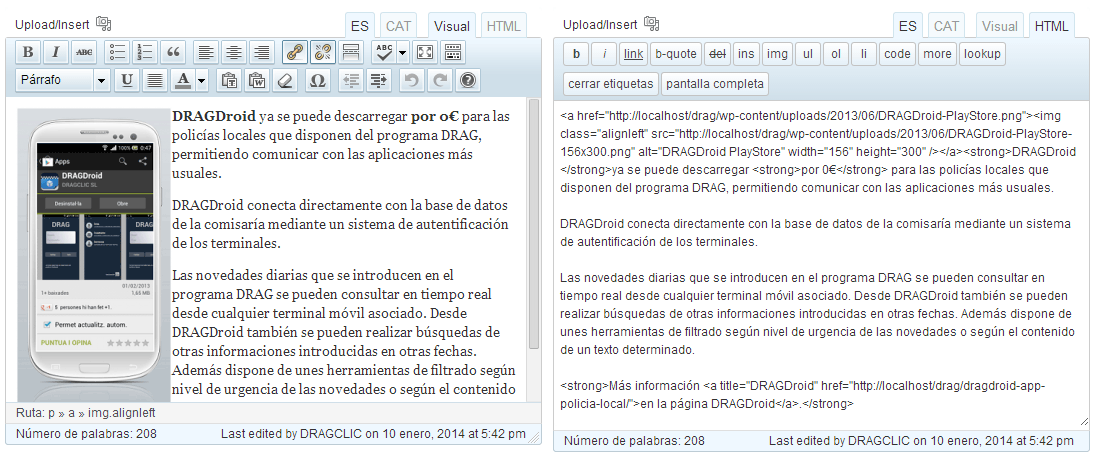 Upload/Insert ES CAT Visual HTML
B I ABC ABC
Párrafo U A T W Ω ?
Apps 0:47
DRAGDroid
DRAGCLIC SL
Desinstal·la Obre
DRAG DRAG
01/02/2013
1+ baixades 1,66 MB
+1 5 persones hi han fet +1.
Permet actualitz. autom.
PUNTUA I OPINA
DRAGDroid ya se puede descarregar por 0€ para las
policías locales que disponen del programa DRAG,
permitiendo comunicar con las aplicaciones más
usuales.
DRAGDroid conecta directamente con la base de datos
de la comisaría mediante un sistema de autentificación
de los terminales.
Las novedades diarias que se introducen en el
programa DRAG se pueden consultar en tiempo real
desde cualquier terminal móvil asociado. Desde
DRAGDroid también se pueden realizar búsquedas de
otras informaciones introducidas en otras fechas.
Además dispone de unes herramientas de filtrado según
nivel de urgencia de las novedades o según el contenido
Ruta: p » a » img.alignleft
Número de palabras: 208 Last edited by DRAGCLIC on 10 enero, 2014 at 5:42 pm
Upload/Insert ES CAT Visual HTML
b i link b-quote del ins img ul ol li code more lookup
cerrar etiquetas pantalla completa
<a href="http://localhost/drag/wp-content/uploads/2013/06/DRAGDroid-PlayStore.png"><img
class="alignleft" src="http://localhost/drag/wp-content/uploads/2013/06/DRAGDroid-PlayStore-
156x300.png" alt="DRAGDroid PlayStore" width="156" height="300" /></a><strong>DRAGDroid
</strong>ya se puede descarregar <strong>por 0€</strong> para las policías locales que
disponen del programa DRAG, permitiendo comunicar con las aplicaciones más usuales.
DRAGDroid conecta directamente con la base de datos de la comisaría mediante un sistema
de autentificación de los terminales.
Las novedades diarias que se introducen en el programa DRAG se pueden consultar en
tiempo real desde cualquier terminal móvil asociado. Desde DRAGDroid también se pueden
realizar búsquedas de otras informaciones introducidas en otras fechas. Además dispone de
unes herramientas de filtrado según nivel de urgencia de las novedades o según el contenido
de un texto determinado.
<strong>Más información <a title="DRAGDroid" href="http://localhost/drag/dragdroid-app-
policia-local/">en la página DRAGDroid</a>.</strong>
Número de palabras: 208 Last edited by DRAGCLIC on 10 enero, 2014 at 5:42 pm